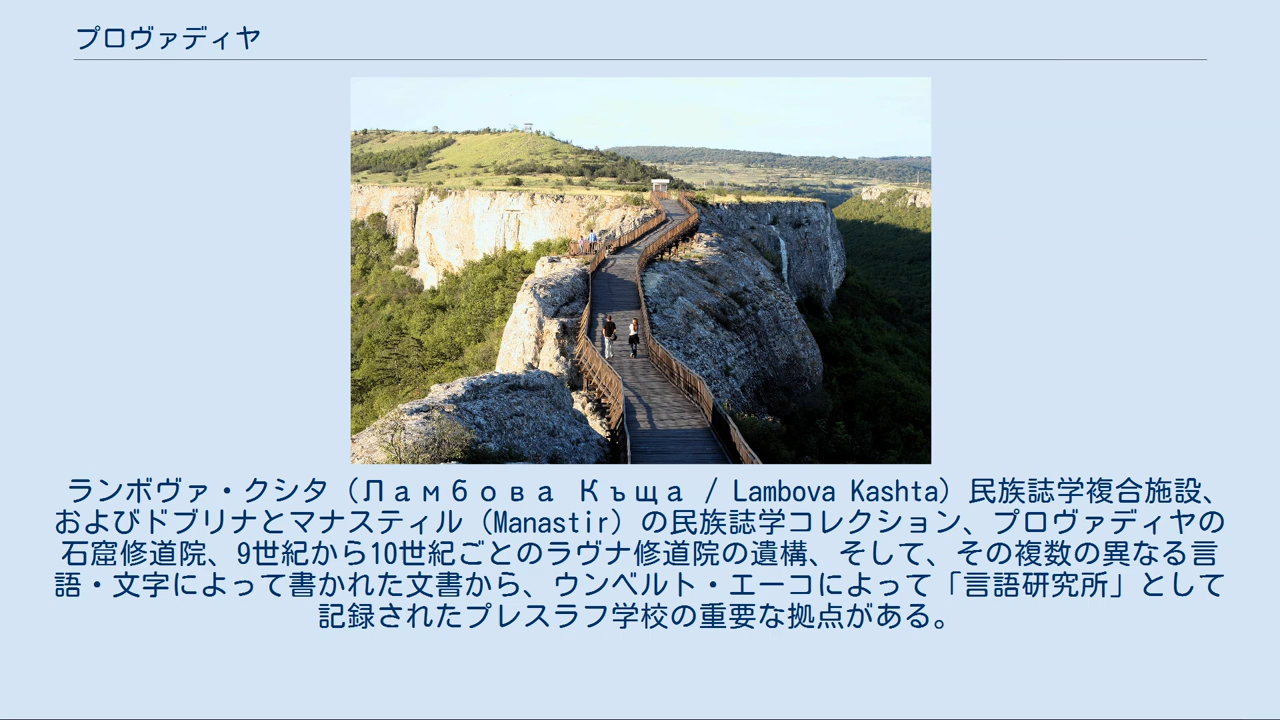 プロヴァディヤ
ランボヴァ・クシタ（Ламбова Къща / Lambova Kashta）民族誌学複合施設、
およびドブリナとマナスティル（Manastir）の民族誌学コレクション、プロヴァディヤの
石窟修道院、9世紀から10世紀ごとのラヴナ修道院の遺構、そして、その複数の異なる言
語・文字によって書かれた文書から、ウンベルト・エーコによって「言語研究所」として
記録されたプレスラフ学校の重要な拠点がある。